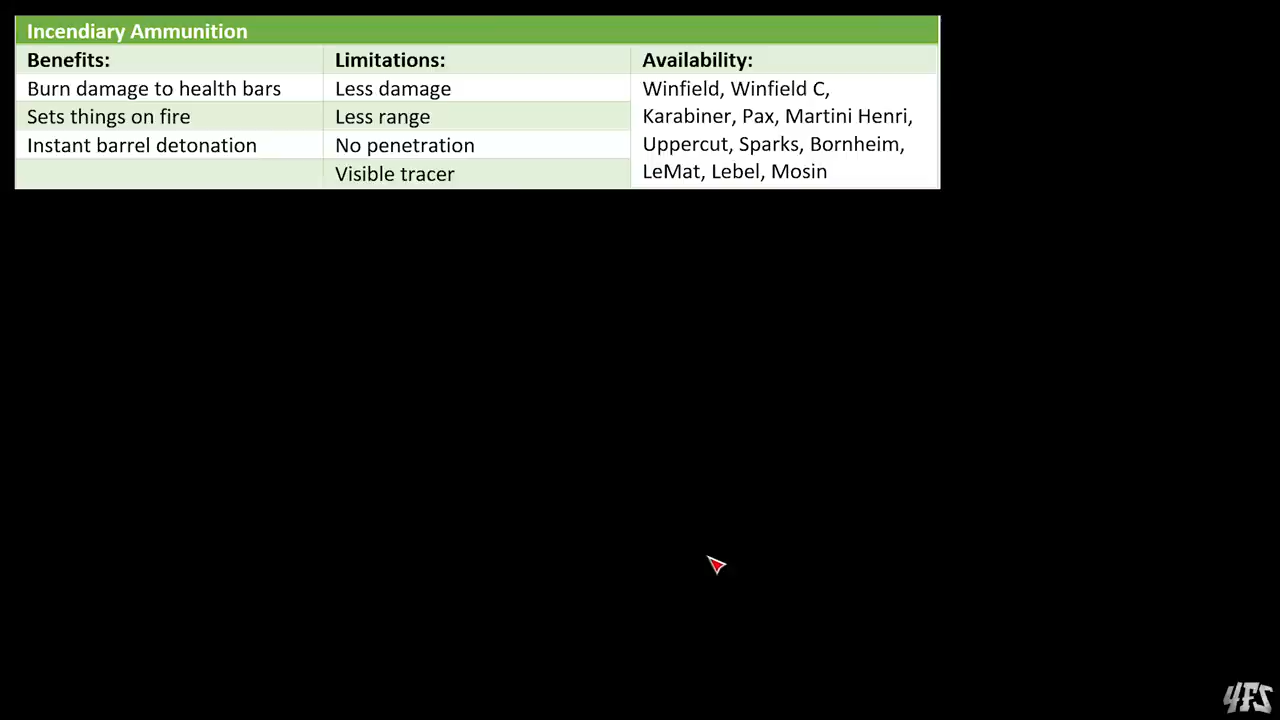 Incendiary Ammunition
Benefits: Limitations: Availability:
Burn damage to health bars Less damage Winfield, Winfield C,
Sets things on fire Less range Karabiner, Pax, Martini Henri,
Instant barrel detonation No penetration Uppercut, Sparks, Bornheim,
Visible tracer LeMat, Lebel, Mosin
4FS